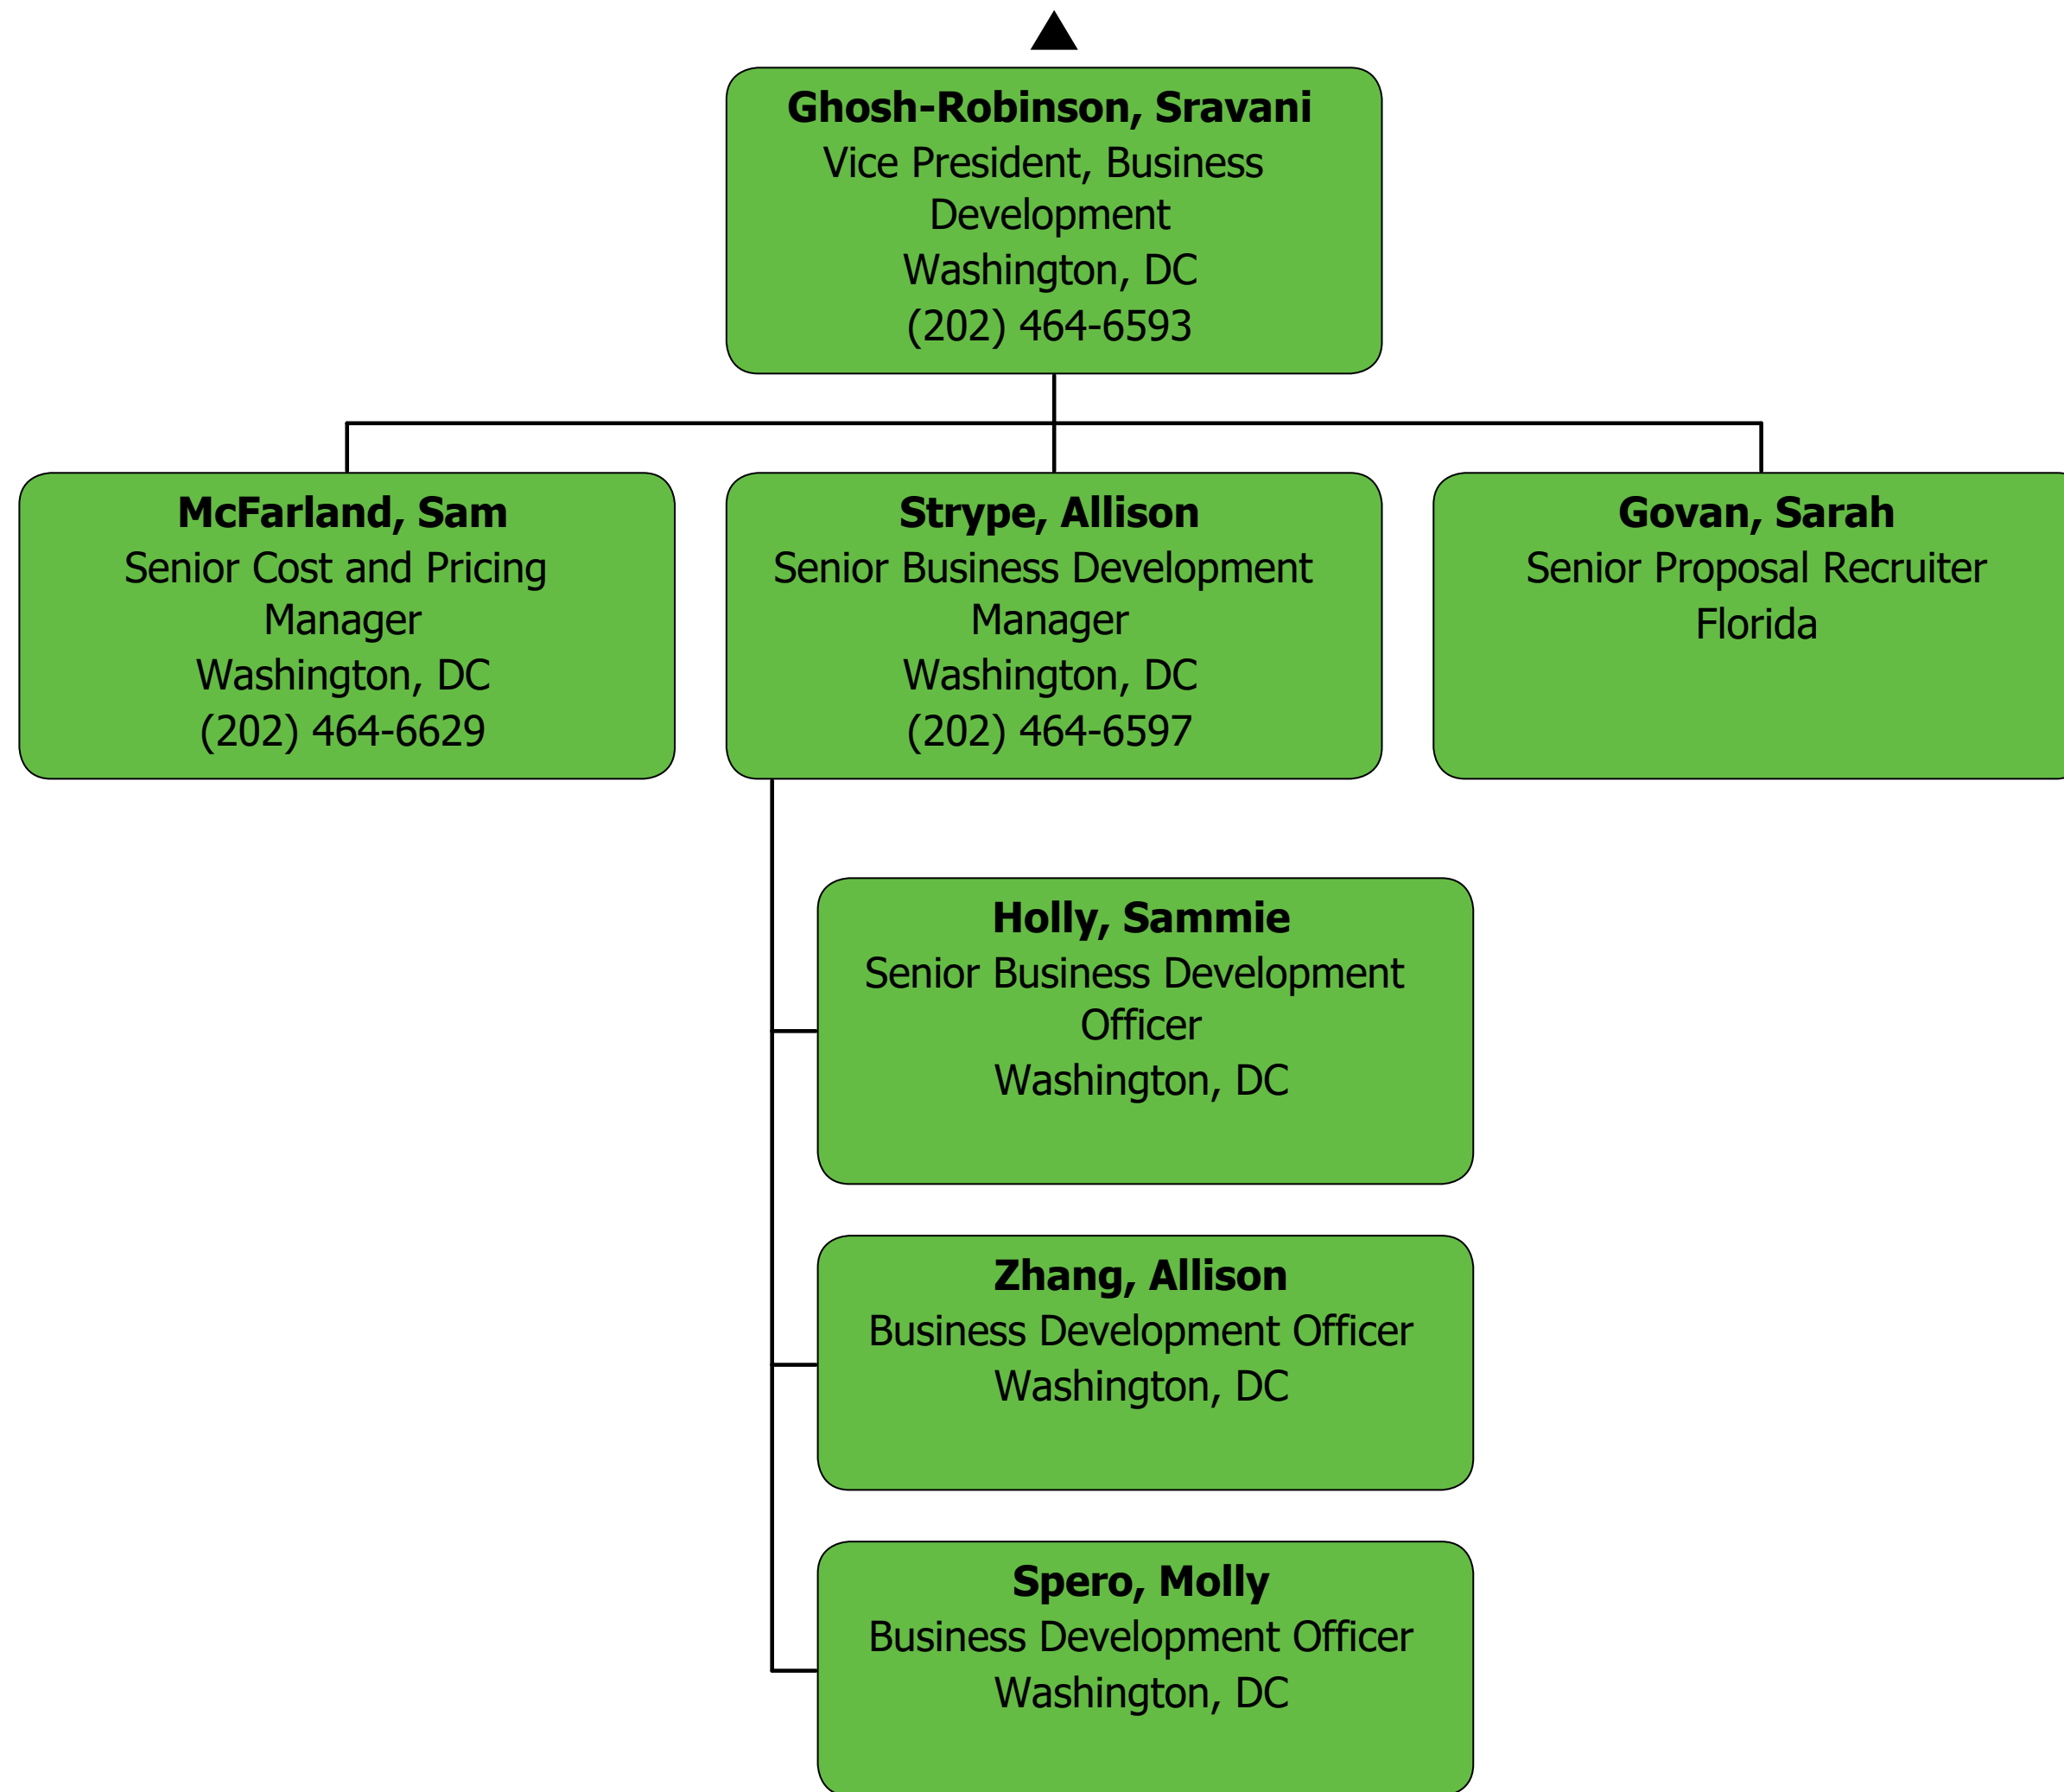 Ghosh-Robinson, Sravani
Vice President, Business
Development
Washington, DC
(202) 464-6593
McFarland, Sam
Senior Cost and Pricing
Manager
Washington, DC
(202) 464-6629
Strype, Allison
Senior Business Development
Manager
Washington, DC
(202) 464-6597
Govan, Sarah
Senior Proposal Recruiter
Florida
Holly, Sammie
Senior Business Development
Officer
Washington, DC
Zhang, Allison
Business Development Officer
Washington, DC
Spero, Molly
Business Development Officer
Washington, DC